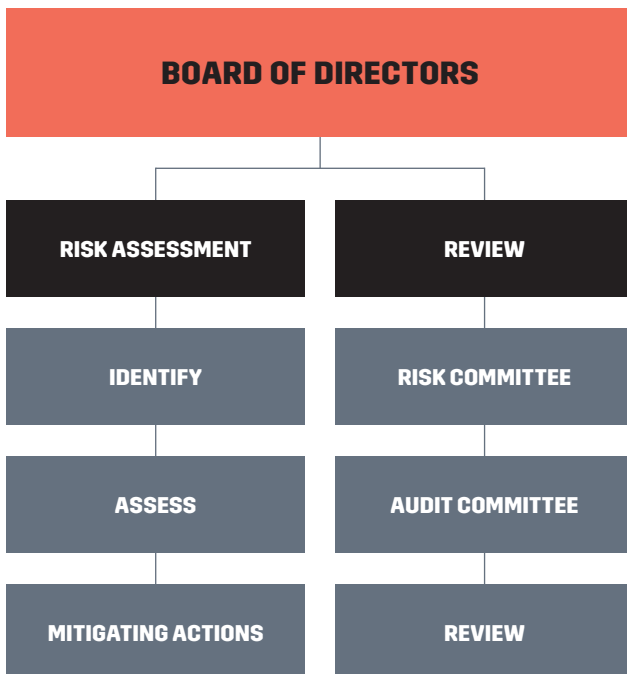 BOARD OF DIRECTORS
RISK ASSESSMENT
REVIEW
IDENTIFY
RISK COMMITTEE
ASSESS
AUDIT COMMITTEE
MITIGATING ACTIONS
REVIEW